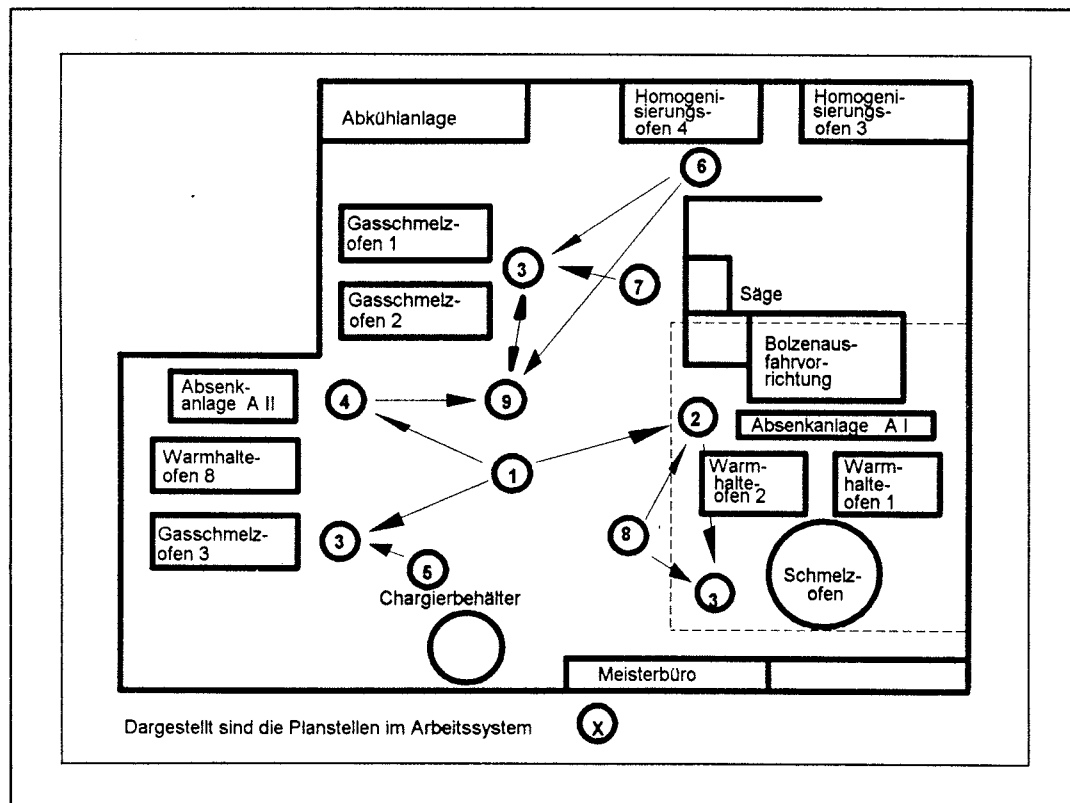 Abkühlanlage
Homogeni-
sierungs-
ofen 4
Homogeni-
sierungs-
ofen 3
6
Gasschmelz-
ofen 1
3
7
Säge
Gasschmelz-
ofen 2
Bolzenaus-
fahrvor-
richtung
Absenk-
anlage A II
4
9
2
Absenkanlage A I
Warmhalte-
ofen 8
1
Warm-
halte-
ofen 2
Warm-
halte-
ofen 1
Gasschmelz-
ofen 3
3
5
8
3
Schmelz-
ofen
Chargierbehälter
Meisterbüro
Dargestellt sind die Planstellen im Arbeitssystem
X